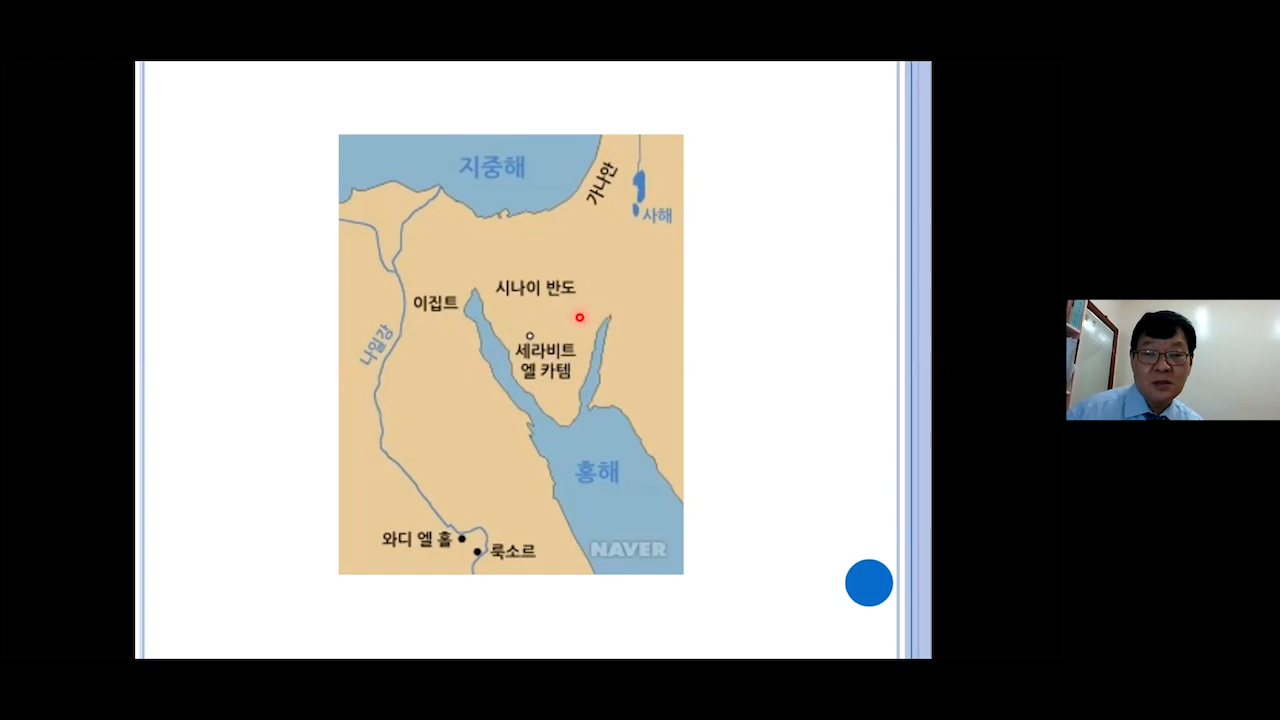 지중해
가나안
사해
시나이 반도
이집트
나일강
세라비트
엘 카템
홍해
와디 엘 홀
룩소르
NAVER